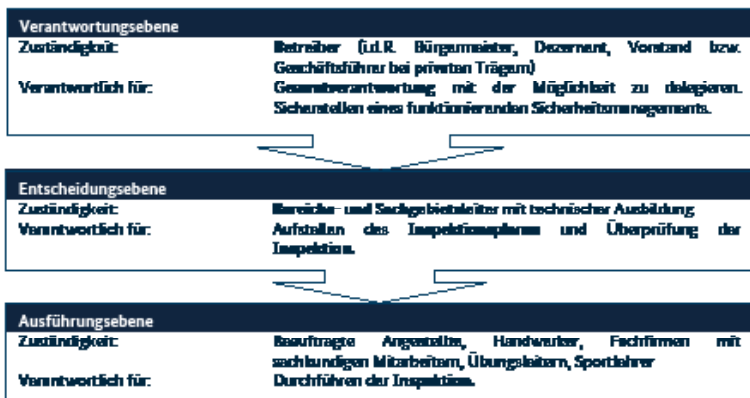 Verantwortungsebene
Zuständigkeit: Betreiber (i.d.R. Bürgermeister, Dezernent, Vorstand bzw.
Geschäftsführer bei privaten Trägern)
Verantwortlich für: Gesamtverantwortung mit der Möglichkeit zu delegieren.
Sicherstellen eines funktionierenden Sicherheitsmanagements.
Entscheidungsebene
Zuständigkeit: Bereichs- und Sachgebietsleiter mit technischer Ausbildung
Verantwortlich für: Aufstellen des Inspektionsplanes und Überprüfung der
Inspektion.
Ausführungsebene
Zuständigkeit: Beauftragte Angestellte, Handwerker, Fachfirmen mit
sachkundigen Mitarbeitern, Übungsleitern, Sportlehrer
Verantwortlich für: Durchführen der Inspektion.